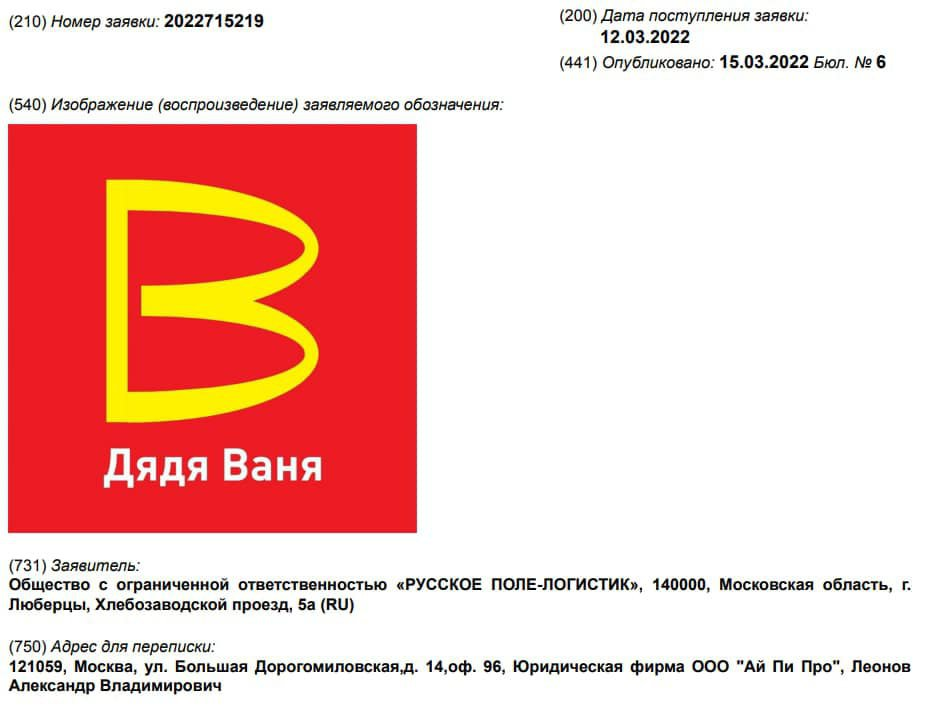 (210) Номер заявки: 2022715219
(200) Дата поступления заявки:
12.03.2022
(441) Опубликовано: 15.03.2022 Бюл. № 6
(540) Изображение (воспроизведение) заявляемого обозначения:
В
Дядя Ваня
(731) Заявитель:
Общество с ограниченной ответственностью «РУССКОЕ ПОЛЕ-ЛОГИСТИК», 140000, Московская область, г.
Люберцы, Хлебозаводской проезд, 5а (RU)
(750) Адрес для переписки:
121059, Москва, ул. Большая Дорогомиловская,д. 14,оф. 96, Юридическая фирма ООО "Ай Пи Про", Леонов
Александр Владимирович